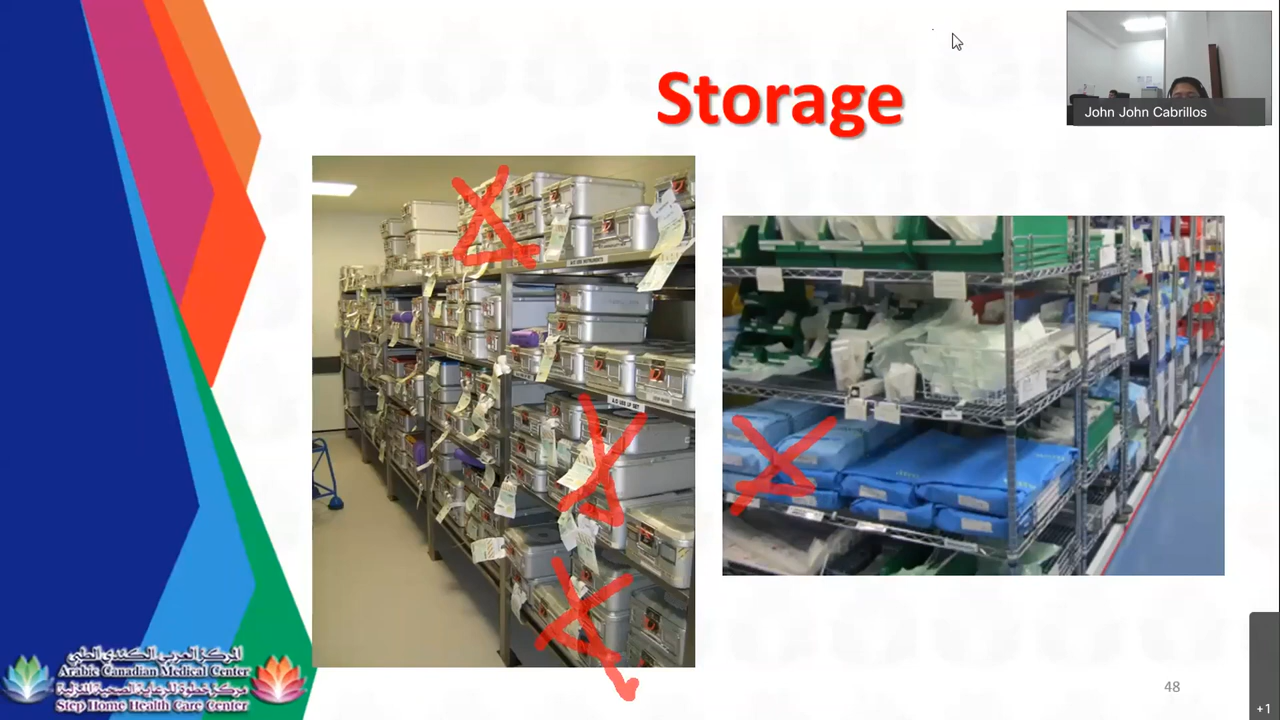 Storage
John John Cabrillos
المركز العربي الكندي الطبي
Arabic Canadian Medical Center
مركز خطوة للرعاية الصحية المنزلية
Step Home Health Care Center
48
+1